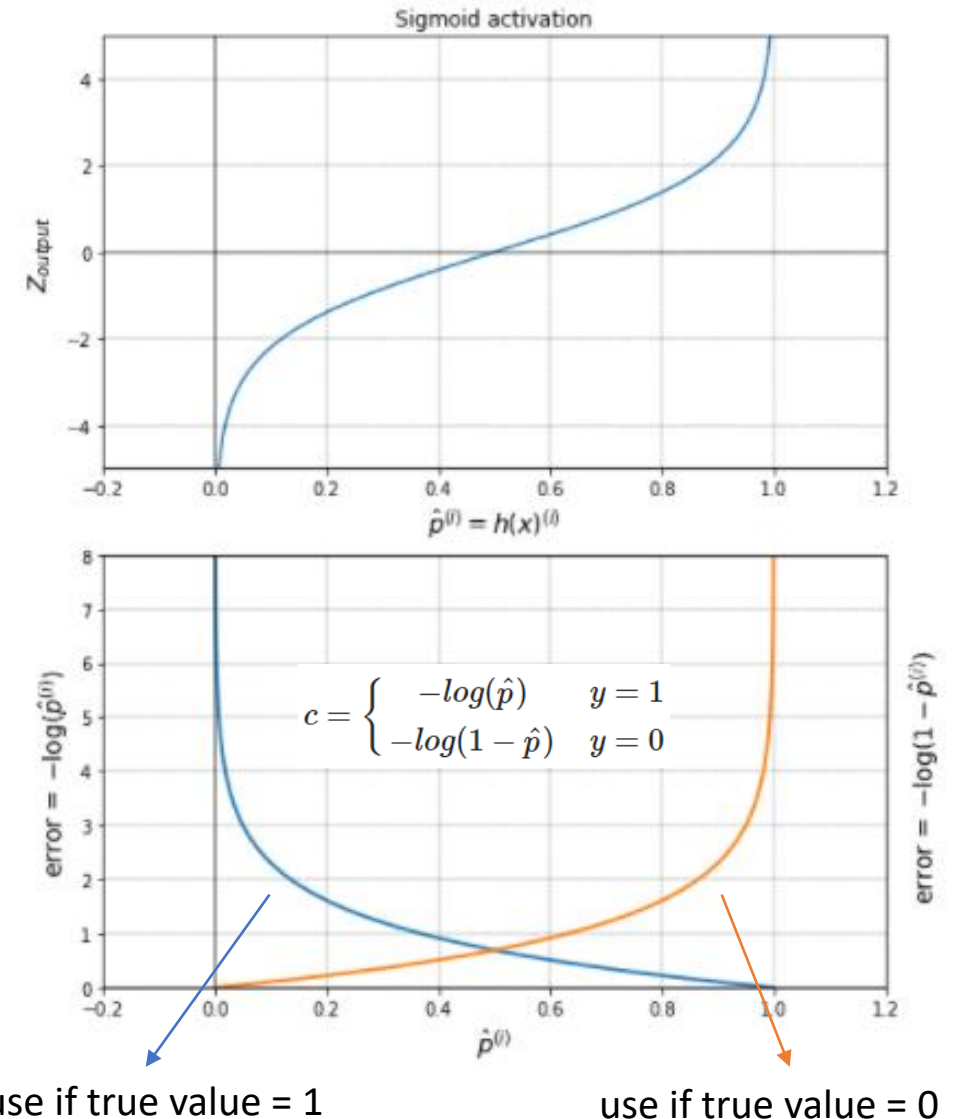 Sigmoid activation
4
2
0
−2
−4
Z_output
−0.2 0.0 0.2 0.4 0.6 0.8 1.0 1.2
p̂⁽ⁱ⁾ = h(x)⁽ⁱ⁾
8
7
6
5
4
3
2
1
0
error = −log(p̂⁽ⁱ⁾)
c = { −log(p̂) y = 1
−log(1 − p̂) y = 0
error = −log(1 − p̂⁽ⁱ⁾)
−0.2 0.0 0.2 0.4 0.6 0.8 1.0 1.2
p̂⁽ⁱ⁾
use if true value = 1
use if true value = 0